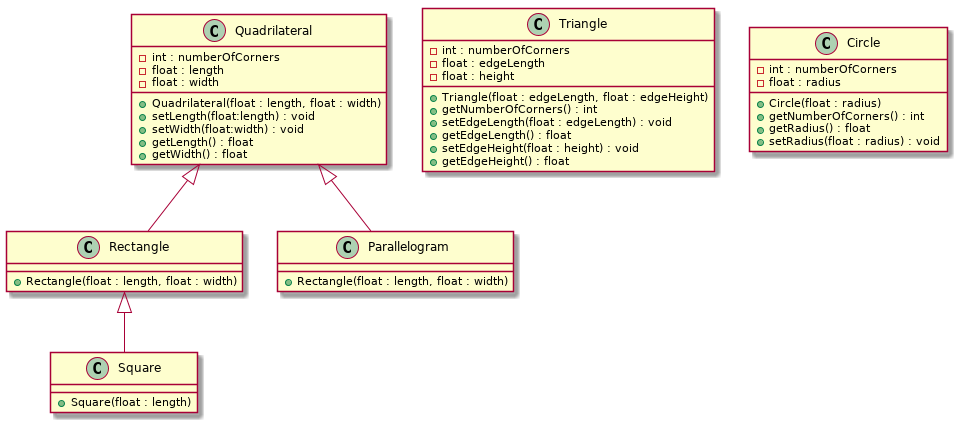 C Quadrilateral
int : numberOfCorners
float : length
float : width
Quadrilateral(float : length, float : width)
setLength(float:length) : void
setWidth(float:width) : void
getLength() : float
getWidth() : float
C Triangle
int : numberOfCorners
float : edgeLength
float : height
Triangle(float : edgeLength, float : edgeHeight)
getNumberOfCorners() : int
setEdgeLength(float : edgeLength) : void
getEdgeLength() : float
setEdgeHeight(float : height) : void
getEdgeHeight() : float
C Circle
int : numberOfCorners
float : radius
Circle(float : radius)
getNumberOfCorners() : int
getRadius() : float
setRadius(float : radius) : void
C Rectangle
Rectangle(float : length, float : width)
C Parallelogram
Rectangle(float : length, float : width)
C Square
Square(float : length)